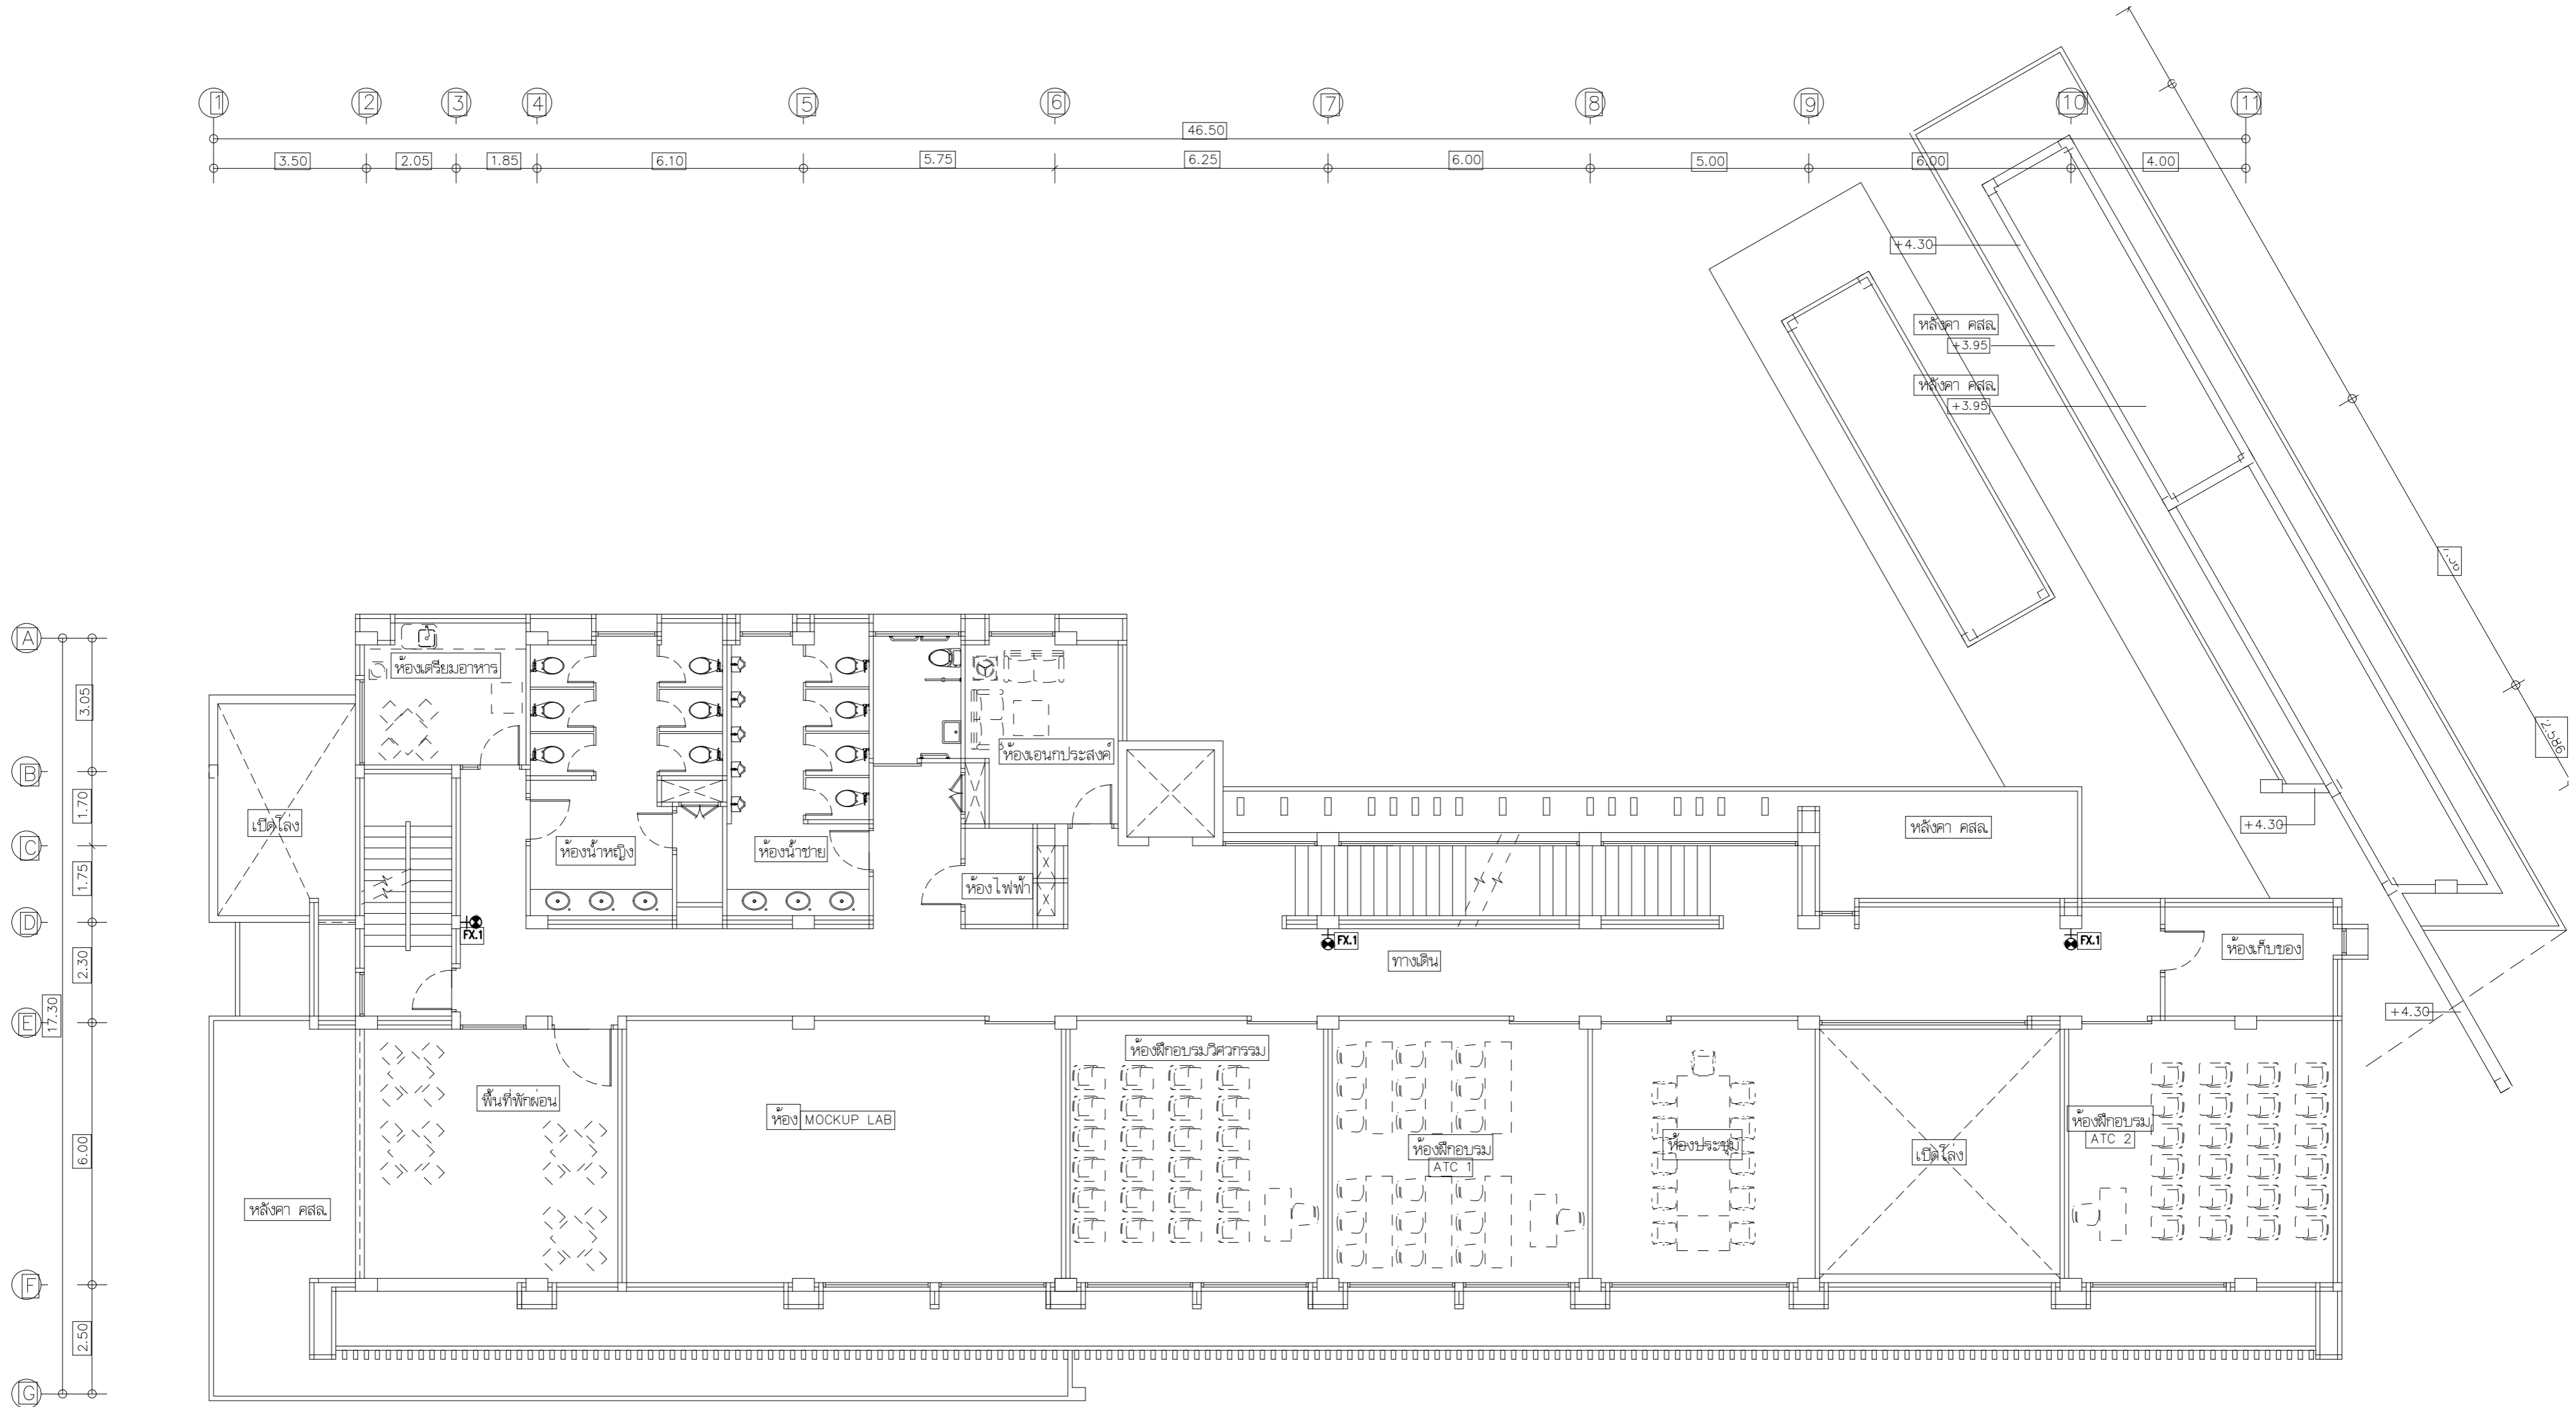 1
2
3
4
5
6
7
8
9
10
11
46.50
3.50
2.05
1.85
6.10
5.75
6.25
6.00
5.00
6.00
4.00
+4.30
หลังคา คสล.
+3.95
หลังคา คสล.
+3.95
2.586
A
B
C
D
E
F
G
3.05
1.70
1.75
2.30
17.30
6.00
2.50
ห้องเตรียมอาหาร
ห้องเอนกประสงค์
เปิดโล่ง
ห้องน้ำหญิง
ห้องน้ำชาย
ห้องไฟฟ้า
หลังคา คสล.
+4.30
FX.1
FX.1
FX.1
ทางเดิน
ห้องเก็บของ
+4.30
พื้นที่พักผ่อน
ห้อง MOCKUP LAB
ห้องฝึกอบรมวิศวกรรม
ห้องฝึกอบรม
ATC 1
ห้องประชุม
เปิดโล่ง
ห้องฝึกอบรม
ATC 2
หลังคา คสล.